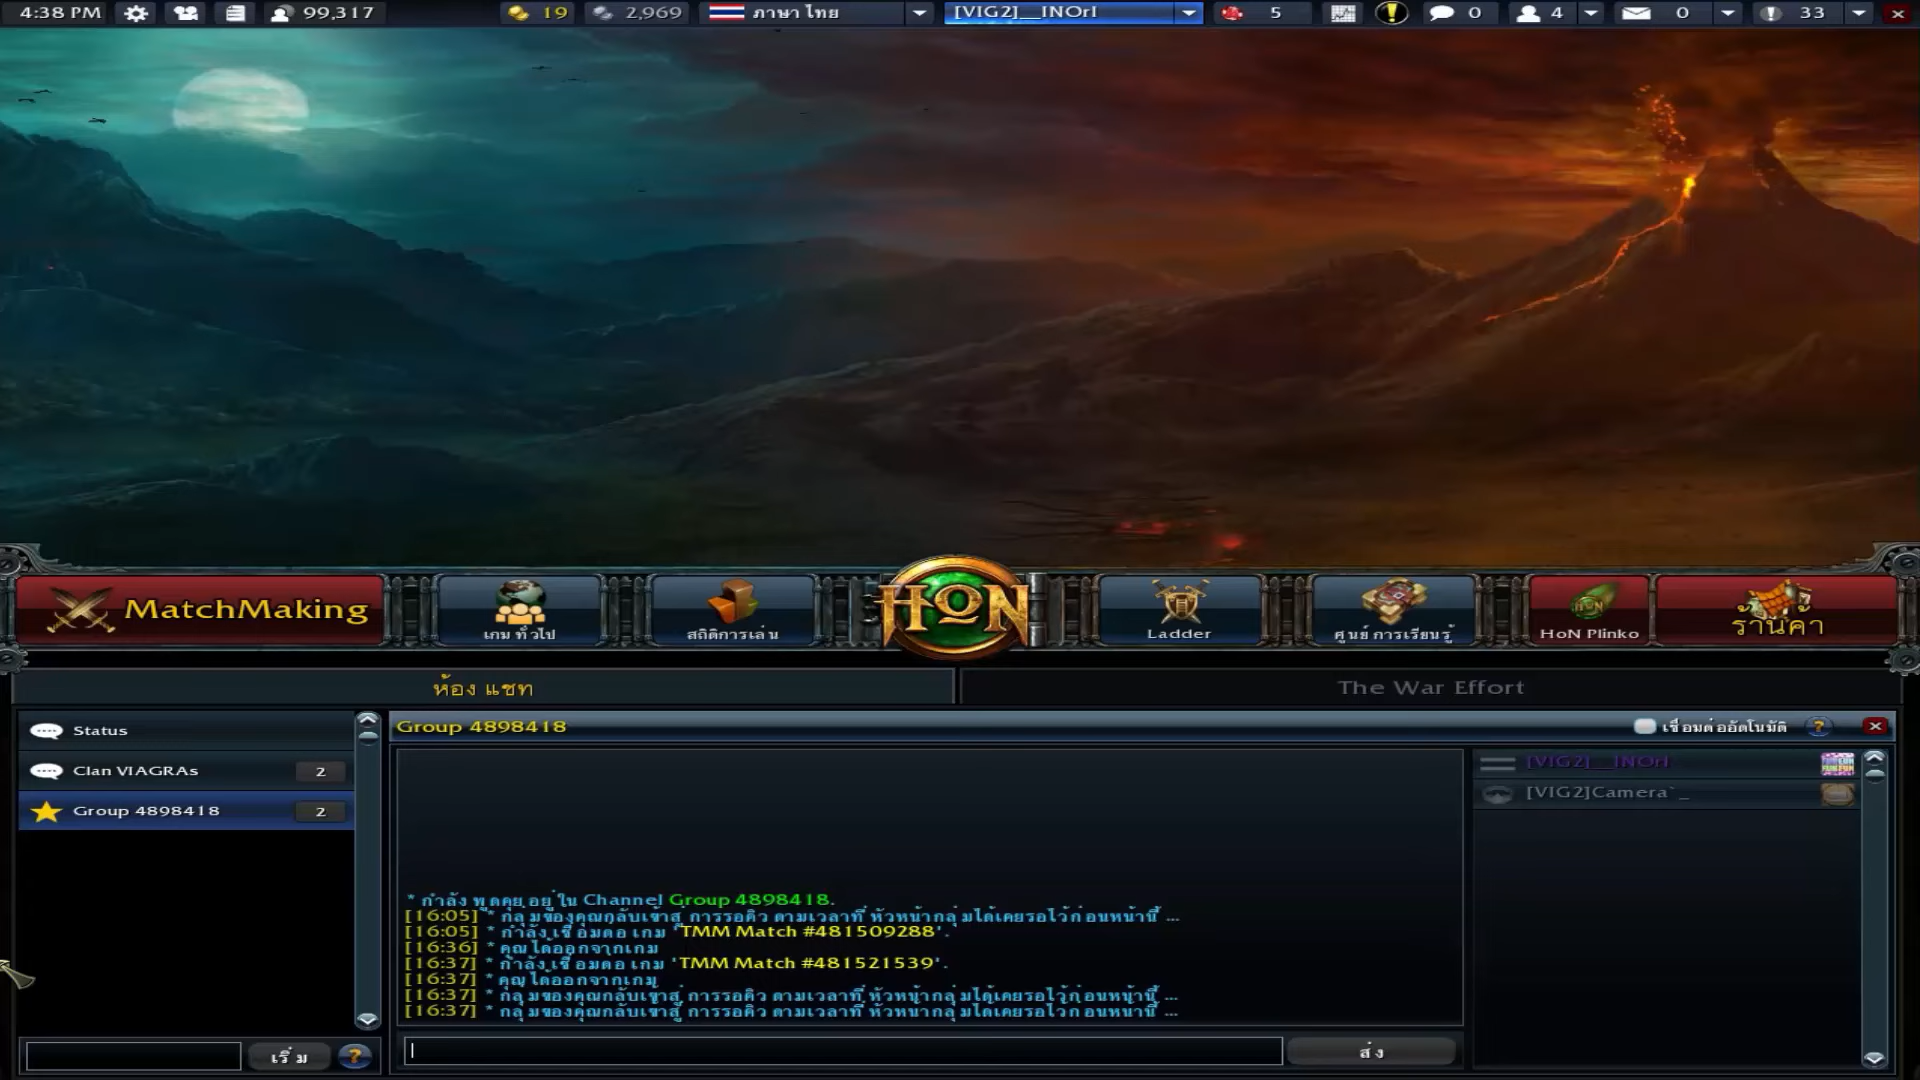 4:38 PM 99,317 19 2,969 ภาษาไทย [VIG2]__INOrI 5 0 4 0 33
MatchMaking
เกมทั่วไป
สถิติการเล่น
HON
Ladder
ศูนย์การเรียนรู้
HoN Plinko
ร้านค้า
ห้องแชท
The War Effort
Status
Clan VIAGRAs 2
Group 4898418 2
Group 4898418
เชื่อมต่ออัตโนมัติ
[VIG2]__INOrI
[VIG2]Camera`_
* กำลังพูดคุยอยู่ใน Channel Group 4898418.
[16:05] * กลุ่มของคุณกลับเข้าสู่การรอคิว ตามเวลาที่หัวหน้ากลุ่มได้เคยรอไว้ก่อนหน้านี้ ...
[16:05] * กำลังเชื่อมต่อ เกม 'TMM Match #481509288'.
[16:36] * คุณได้ออกจากเกม
[16:37] * กำลังเชื่อมต่อ เกม 'TMM Match #481521539'.
[16:37] * คุณได้ออกจากเกม
[16:37] * กลุ่มของคุณกลับเข้าสู่การรอคิว ตามเวลาที่หัวหน้ากลุ่มได้เคยรอไว้ก่อนหน้านี้ ...
[16:37] * กลุ่มของคุณกลับเข้าสู่การรอคิว ตามเวลาที่หัวหน้ากลุ่มได้เคยรอไว้ก่อนหน้านี้ ...
เริ่ม
ส่ง